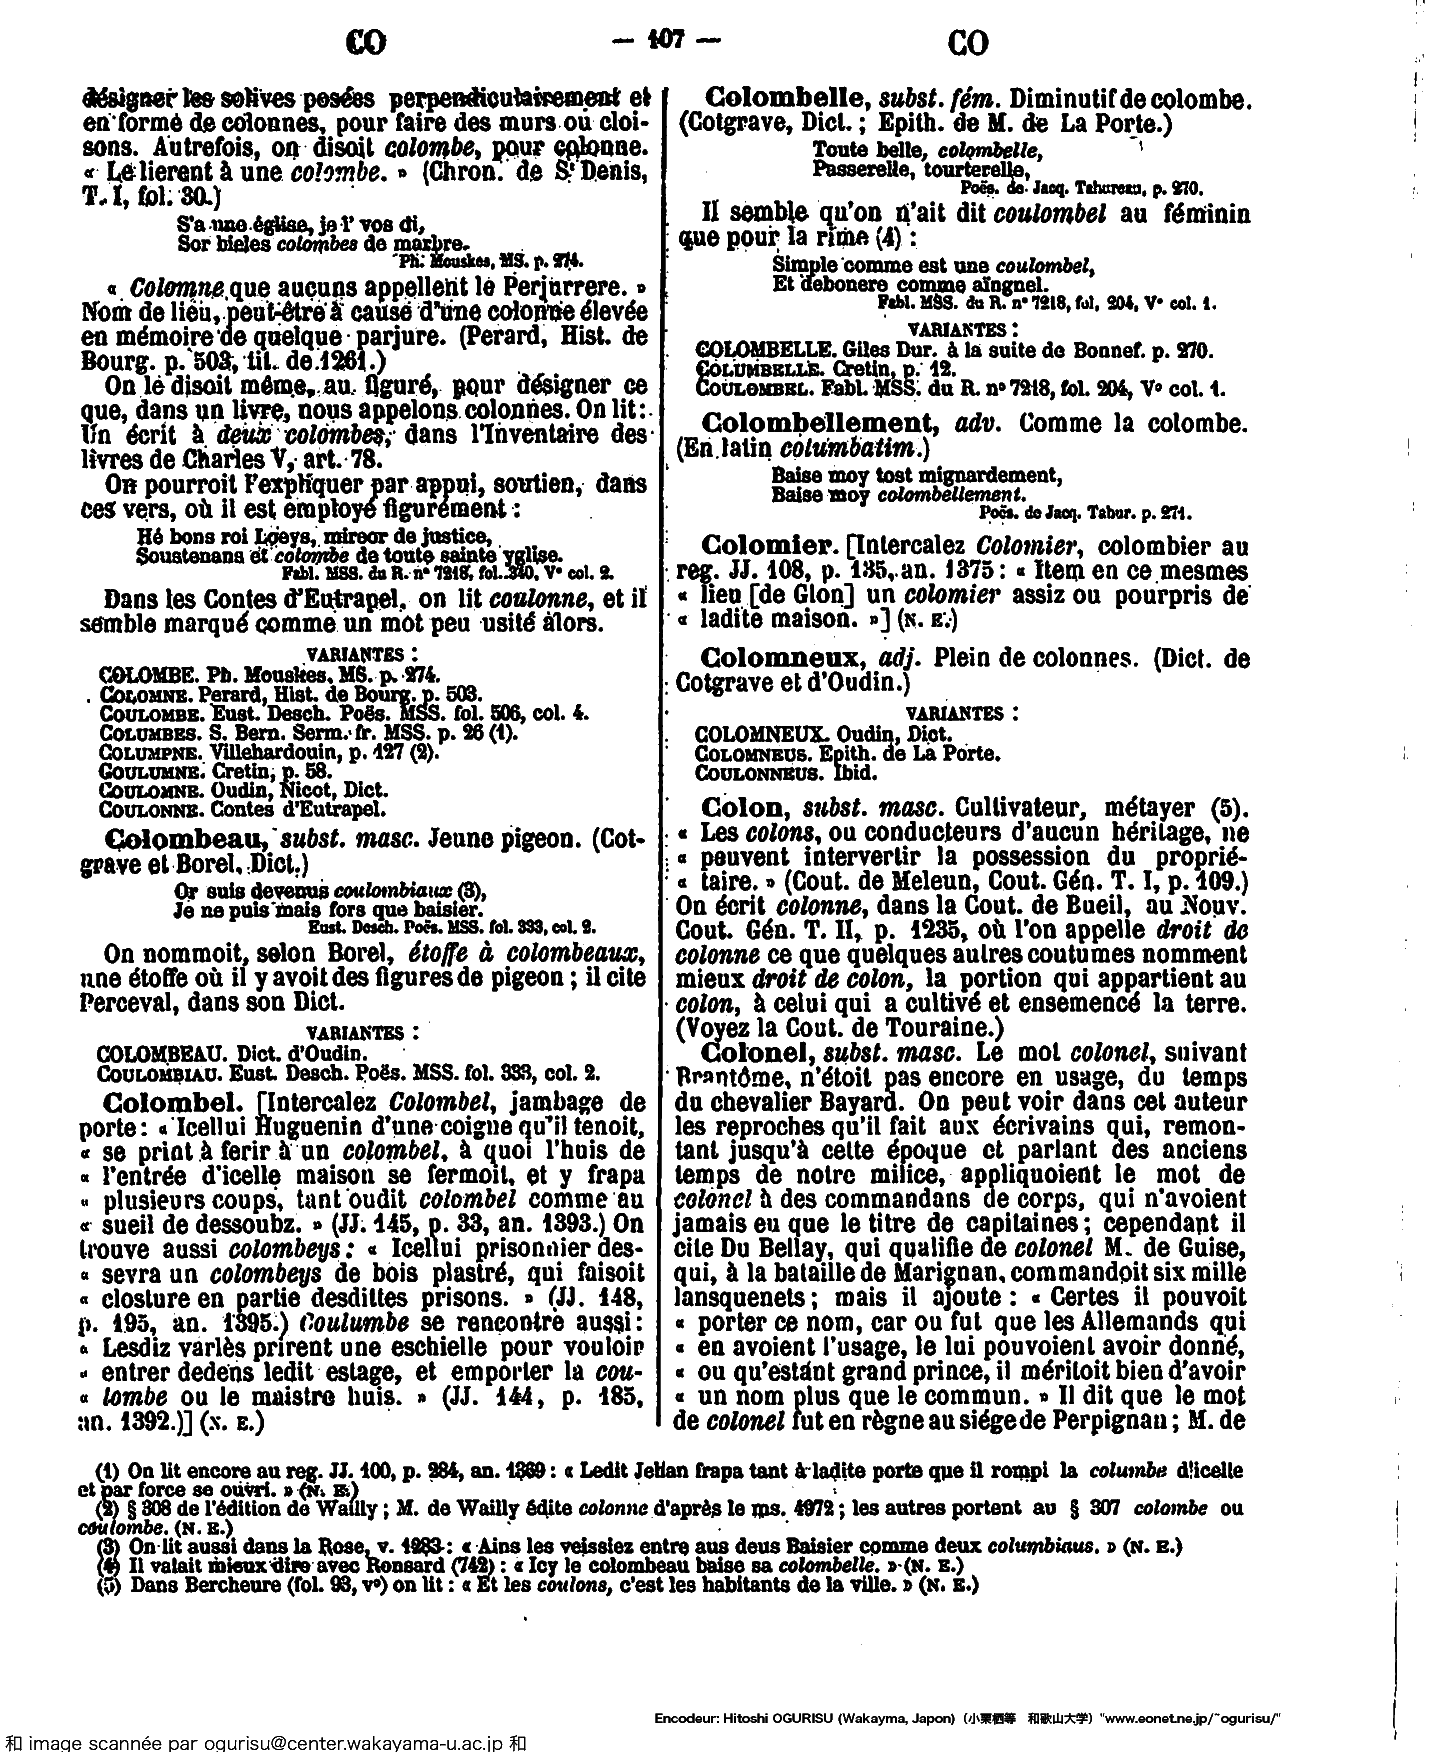 CO
— 107 —
CO
désigner les solives posées perpendiculairement et
en forme de colonnes, pour faire des murs ou cloi-
sons. Autrefois, on disoit colombe, pour colonne.
« Le lierent à une colombe. » (Chron. de St Denis,
T. I, fol. 30.)
S'a une église, je l' vos di,
Sor bieles colombes de marbre.
Ph. Mouskes, MS. p. 274.
« Colomne que aucuns appellent le Perjurrere. »
Nom de lieu, peut-être à cause d'une colonne élevée
en mémoire de quelque parjure. (Perard, Hist. de
Bourg. p. 503, tit. de 1261.)
On le disoit même, au figuré, pour désigner ce
que, dans un livre, nous appelons colonnes. On lit :
Un écrit à deux colombes, dans l'Inventaire des
livres de Charles V, art. 78.
On pourroit l'expliquer par appui, soutien, dans
ces vers, où il est employé figurément :
Hé bons roi Loeys, mireor de justice,
Soustenans et colombe de toute sainte yglise.
Fabl. MSS. du R. n° 7218, fol. 340, V° col. 2.
Dans les Contes d'Eutrapel, on lit coulonne, et il
semble marqué comme un mot peu usité alors.
VARIANTES :
COLOMBE. Ph. Mouskes, MS. p. 274.
COLOMNE. Perard, Hist. de Bourg. p. 503.
COULOMBE. Eust. Desch. Poës. MSS. fol. 506, col. 4.
COLUMBES. S. Bern. Serm. fr. MSS. p. 26 (1).
COLUMPNE. Villehardouin, p. 127 (2).
COULUMNE. Cretin, p. 58.
COULOMNE. Oudin, Nicot, Dict.
COULONNE. Contes d'Eutrapel.
Colombeau, subst. masc. Jeune pigeon. (Cot-
grave et Borel, Dict.)
Or suis devenus coulombiaux (3),
Je ne puis mais fors que baisier.
Eust. Desch. Poës. MSS. fol. 333, col. 2.
On nommoit, selon Borel, étoffe à colombeaux,
une étoffe où il y avoit des figures de pigeon ; il cite
Perceval, dans son Dict.
VARIANTES :
COLOMBEAU. Dict. d'Oudin.
COULOMBIAU. Eust. Desch. Poës. MSS. fol. 333, col. 2.
Colombel. [Intercalez Colombel, jambage de
porte : « Icellui Huguenin d'une coigne qu'il tenoit,
« se print à ferir à un colombel, à quoi l'huis de
« l'entrée d'icelle maison se fermoit, et y frapa
« plusieurs coups, tant oudit colombel comme au
« sueil de dessoubz. » (JJ. 145, p. 33, an. 1393.) On
trouve aussi colombeys : « Icellui prisonnier des-
« sevra un colombeys de bois plastré, qui faisoit
« closture en partie desdittes prisons. » (JJ. 148,
p. 195, an. 1395.) Coulumbe se rencontre aussi :
« Lesdiz varlès prirent une eschielle pour vouloir
« entrer dedens ledit estage, et emporter la cou-
« lombe ou le maistre huis. » (JJ. 144, p. 185,
an. 1392.)] (N. E.)
Colombelle, subst. fém. Diminutif de colombe.
(Cotgrave, Dict. ; Epith. de M. de La Porte.)
Toute belle, colombelle,
Passerelle, tourterelle,
Poës. de Jacq. Tahureau, p. 270.
Il semble qu'on n'ait dit coulombel au féminin
que pour la rime (4) :
Simple comme est une coulombel,
Et debonere comme aïngnel.
Fabl. MSS. du R. n° 7218, fol, 204, V° col. 1.
VARIANTES :
COLOMBELLE. Giles Dur. à la suite de Bonnef. p. 270.
COLUMBELLE. Cretin, p. 12.
COULOMBEL. Fabl. MSS. du R. n° 7218, fol. 204, V° col. 1.
Colombellement, adv. Comme la colombe.
(En latin columbatim.)
Baise moy tost mignardement,
Baise moy colombellement.
Poës. de Jacq. Tahur. p. 271.
Colomier. [Intercalez Colomier, colombier au
reg. JJ. 108, p. 135, an. 1375 : « Item en ce mesmes
« lieu [de Glon] un colomier assiz ou pourpris de
« ladite maison. »] (N. E.)
Colomneux, adj. Plein de colonnes. (Dict. de
Cotgrave et d'Oudin.)
VARIANTES :
COLOMNEUX. Oudin, Dict.
COLOMNEUS. Epith. de La Porte.
COULONNEUS. Ibid.
Colon, subst. masc. Cultivateur, métayer (5).
« Les colons, ou conducteurs d'aucun héritage, ne
« peuvent intervertir la possession du proprié-
« taire. » (Cout. de Meleun, Cout. Gén. T. I, p. 109.)
On écrit colonne, dans la Cout. de Bueil, au Nouv.
Cout. Gén. T. II, p. 1235, où l'on appelle droit de
colonne ce que quelques autres coutumes nomment
mieux droit de colon, la portion qui appartient au
colon, à celui qui a cultivé et ensemencé la terre.
(Voyez la Cout. de Touraine.)
Colonel, subst. masc. Le mot colonel, suivant
Brantôme, n'étoit pas encore en usage, du temps
du chevalier Bayard. On peut voir dans cet auteur
les reproches qu'il fait aux écrivains qui, remon-
tant jusqu'à cette époque et parlant des anciens
temps de notre milice, appliquoient le mot de
colonel à des commandans de corps, qui n'avoient
jamais eu que le titre de capitaines ; cependant il
cite Du Bellay, qui qualifie de colonel M. de Guise,
qui, à la bataille de Marignan, commandoit six mille
lansquenets ; mais il ajoute : « Certes il pouvoit
« porter ce nom, car ou fut que les Allemands qui
« en avoient l'usage, le lui pouvoient avoir donné,
« ou qu'estánt grand prince, il méritoit bien d'avoir
« un nom plus que le commun. » Il dit que le mot
de colonel fut en règne au siége de Perpignan ; M. de
(1) On lit encore au reg. JJ. 100, p. 284, an. 1369 : « Ledit Jehan frapa tant à ladite porte que il rompi la columbe d'icelle
et par force se ouvri. » (N. E.)
(2) § 308 de l'édition de Wailly ; M. de Wailly édite colonne d'après le ms. 4972 ; les autres portent au § 307 colombe ou
coulombe. (N. E.)
(3) On lit aussi dans la Rose, v. 1283 : « Ains les veissiez entre aus deus Baisier comme deux columbiaus. » (N. E.)
(4) Il valait mieux dire avec Ronsard (742) : « Icy le colombeau baise sa colombelle. » (N. E.)
(5) Dans Bercheure (fol. 93, v°) on lit : « Et les coulons, c'est les habitants de la ville. » (N. E.)
Encodeur: Hitoshi OGURISU (Wakayma, Japon)（小栗栖等　和歌山大学）"www.eonet.ne.jp/~ogurisu/"
和 image scannée par ogurisu@center.wakayama-u.ac.jp 和